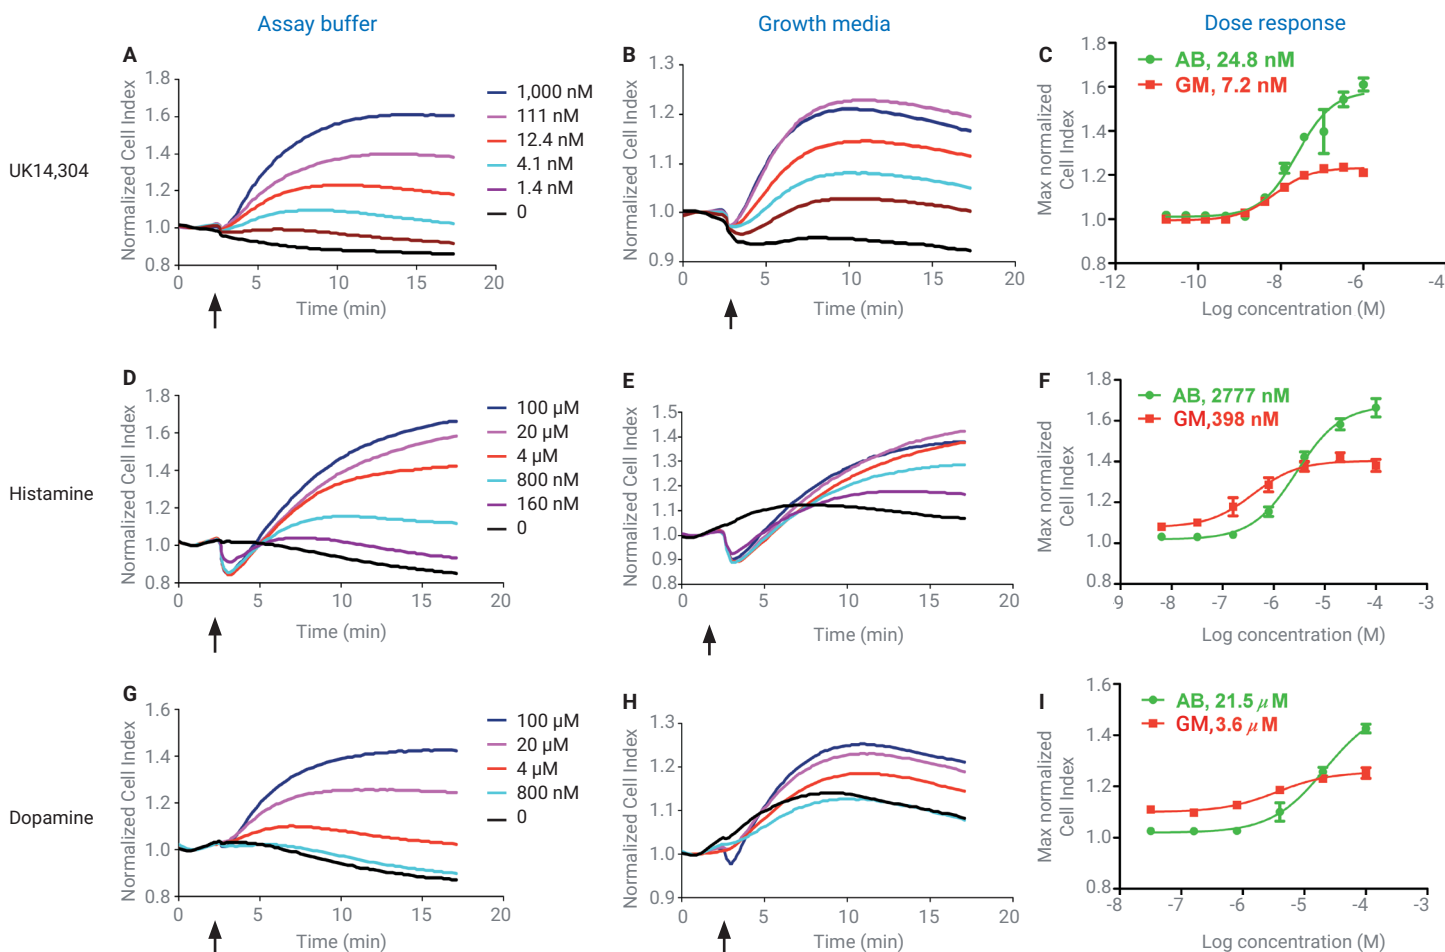 Assay buffer
Growth media
Dose response
UK14,304
A
Normalized Cell Index
1.8
1.6
1.4
1.2
1.0
0.8
0 5 10 15 20
Time (min)
1,000 nM
111 nM
12.4 nM
4.1 nM
1.4 nM
0
B
Normalized Cell Index
1.3
1.2
1.1
1.0
0.9
0 5 10 15 20
Time (min)
C
Max normalized
Cell Index
1.8
1.6
1.4
1.2
1.0
0.8
AB, 24.8 nM
GM, 7.2 nM
-12 -10 -8 -6 -4
Log concentration (M)
Histamine
D
Normalized Cell Index
1.8
1.6
1.4
1.2
1.0
0.8
0 5 10 15 20
Time (min)
100 µM
20 µM
4 µM
800 nM
160 nM
0
E
Normalized Cell Index
1.5
1.4
1.3
1.2
1.1
1.0
0.9
0.8
0 5 10 15 20
Time (min)
F
Max normalized
Cell Index
1.8
1.6
1.4
1.2
1.0
0.8
AB, 2777 nM
GM,398 nM
9 -8 -7 -6 -5 -4 -3
Log concentration (M)
Dopamine
G
Normalized Cell Index
1.6
1.4
1.2
1.0
0.8
0 5 10 15 20
Time (min)
100 µM
20 µM
4 µM
800 nM
0
H
Normalized Cell Index
1.3
1.2
1.1
1.0
0.9
0 5 10 15 20
Time (min)
I
Max normalized
Cell Index
1.6
1.4
1.2
1.0
0.8
AB, 21.5 µM
GM,3.6 µM
-8 -7 -6 -5 -4 -3
Log concentration (M)